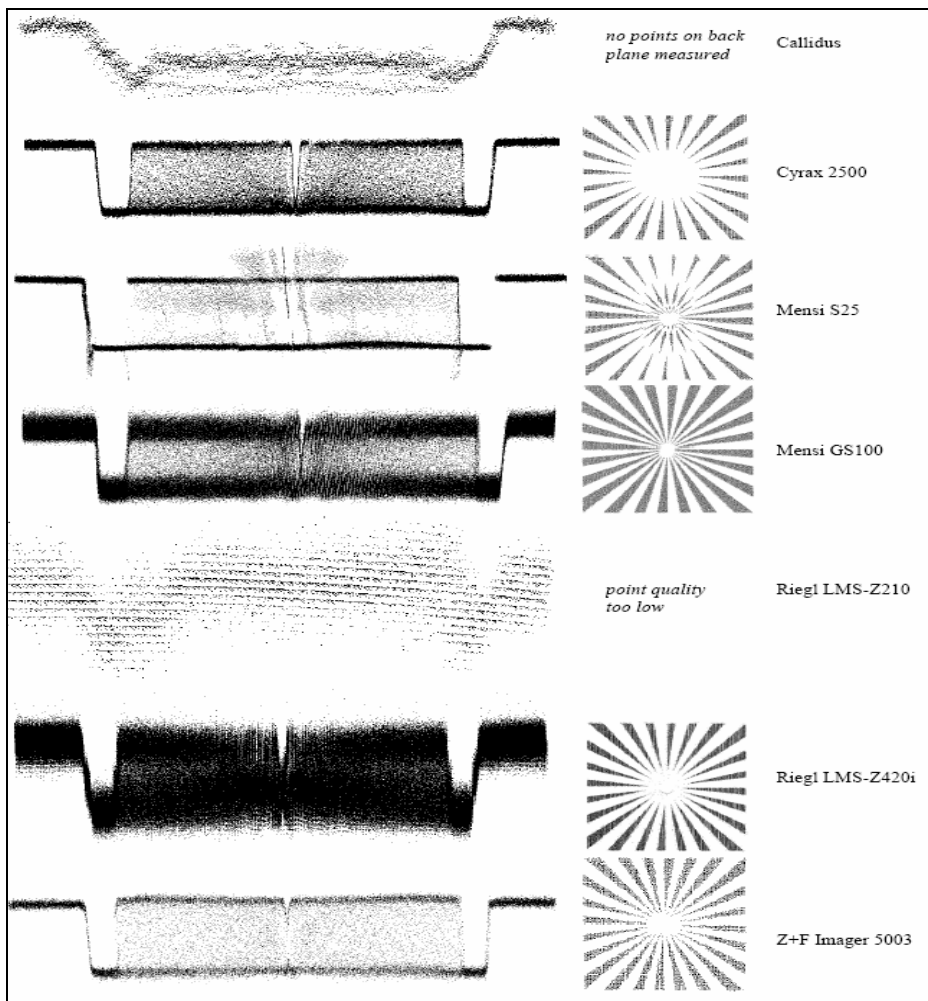 no points on back
plane measured
Callidus
Cyrax 2500
Mensi S25
Mensi GS100
point quality
too low
Riegl LMS-Z210
Riegl LMS-Z420i
Z+F Imager 5003